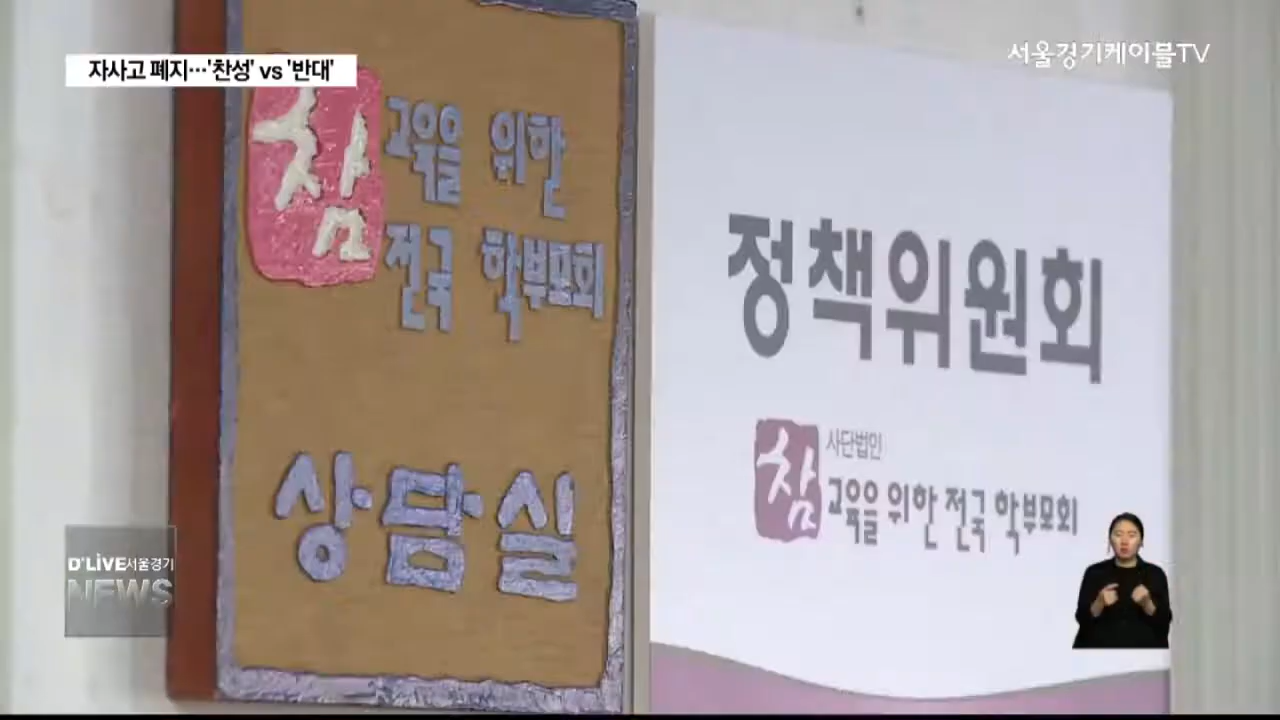 자사고 폐지…'찬성' vs '반대'
서울경기케이블TV
참교육을 위한
전국 학부모회
상담실
정책위원회
사단법인
참교육을 위한 전국 학부모회
D'LIVE서울경기
NEWS